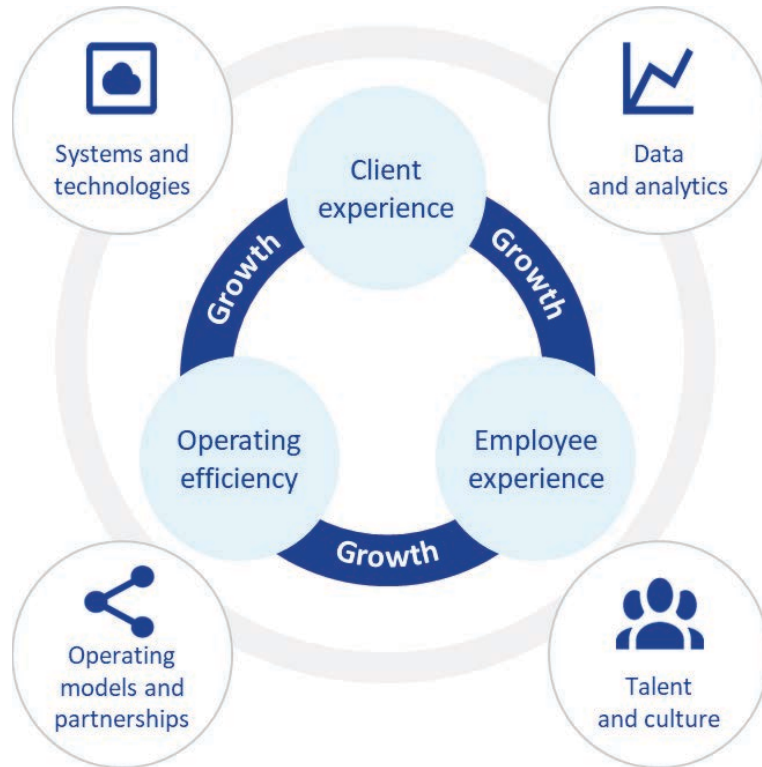 Systems and
technologies
Data
and analytics
Client
experience
Growth
Growth
Operating
efficiency
Employee
experience
Growth
Operating
models and
partnerships
Talent
and culture